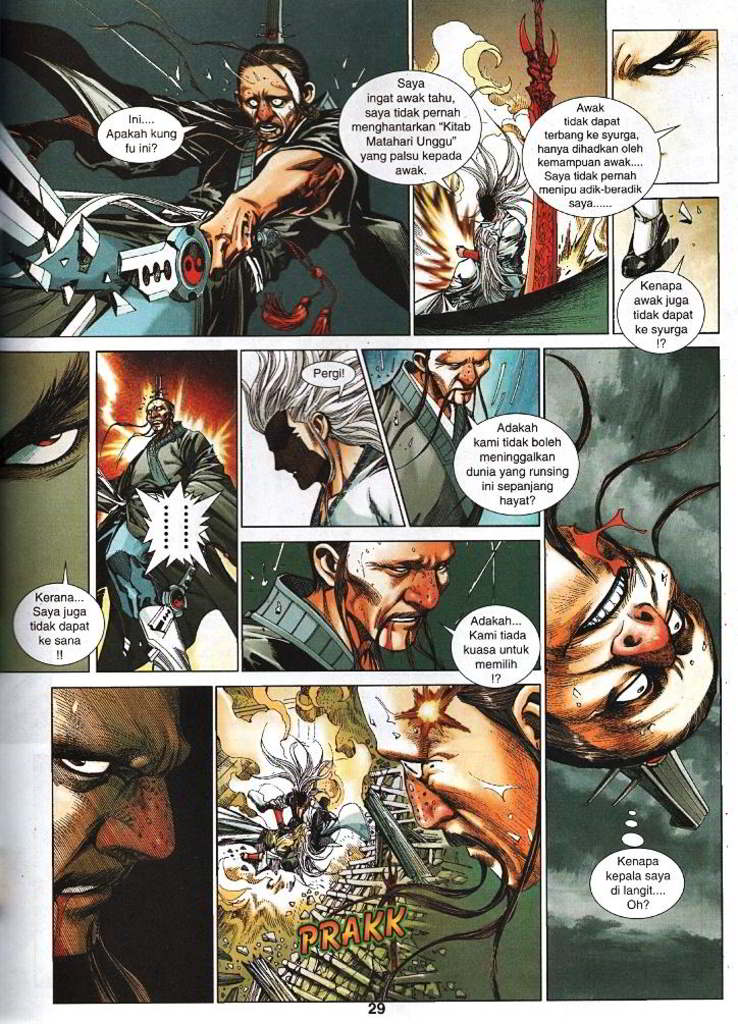 Ini....
Apakah kung
fu ini?
Saya
ingat awak tahu,
saya tidak pernah
menghantarkan "Kitab
Matahari Unggu"
yang palsu kepada
awak.
Awak
tidak dapat
terbang ke syurga,
hanya dihadkan oleh
kemampuan awak....
Saya tidak pernah
menipu adik-beradik
saya......
Kenapa
awak juga
tidak dapat
ke syurga
!?
Kerana...
Saya juga
tidak dapat
ke sana
!!
Pergi!
Adakah
kami tidak boleh
meninggalkan
dunia yang runsing
ini sepanjang
hayat?
Adakah...
Kami tiada
kuasa untuk
memilih
!?
PRAKK
Kenapa
kepala saya
di langit....
Oh?
29